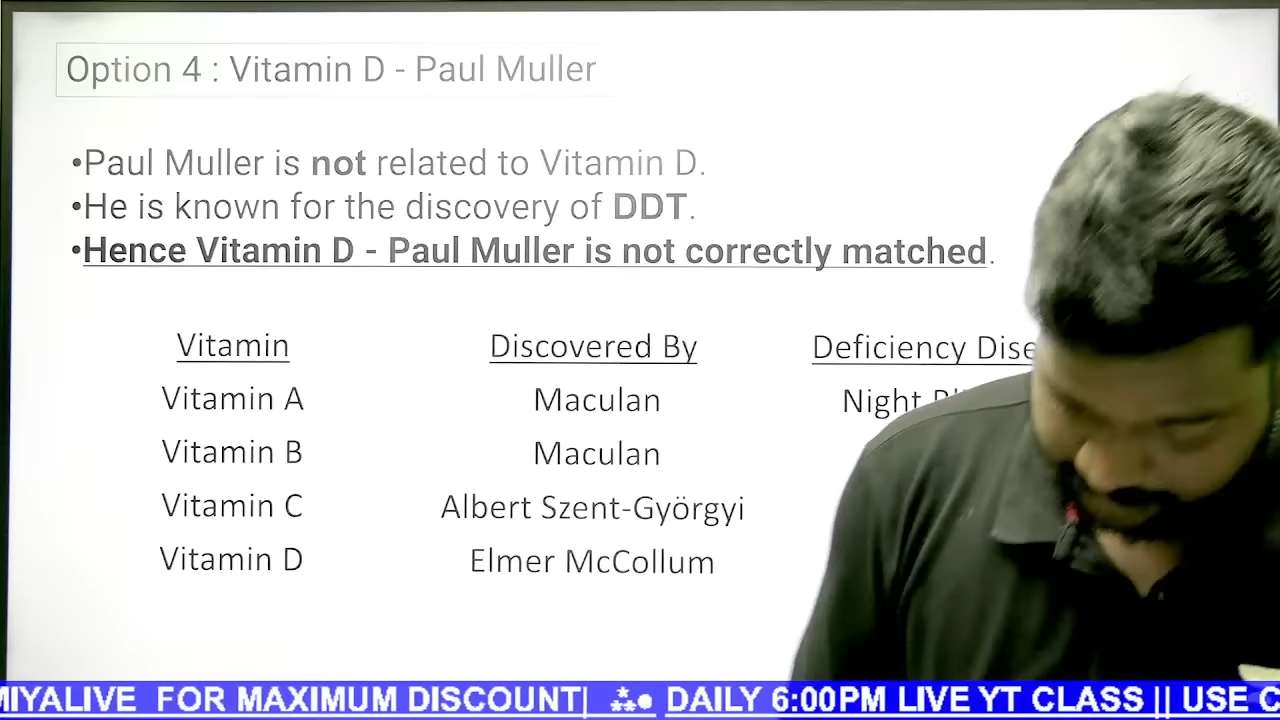 Option 4 : Vitamin D - Paul Muller
•Paul Muller is not related to Vitamin D.
•He is known for the discovery of DDT.
•Hence Vitamin D - Paul Muller is not correctly matched.
Vitamin Discovered By Deficiency
Vitamin A Maculan Night
Vitamin B Maculan
Vitamin C Albert Szent-Györgyi
Vitamin D Elmer McCollum
FOR MAXIMUM DISCOUNT| DAILY 6:00PM LIVE YT CLASS || USE